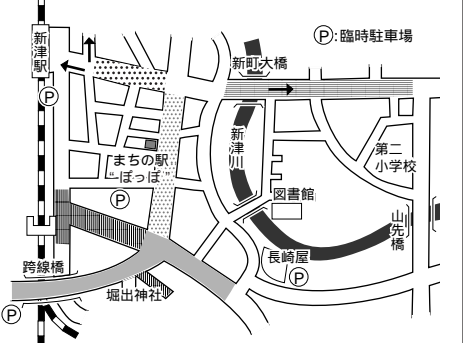 Ⓟ:臨時駐車場
新津駅
新町大橋
Ⓟ
新津川
第二
小学校
まちの駅
“ぽっぽ”
Ⓟ
図書館
山先橋
長崎屋
Ⓟ
跨線橋
堀出神社
Ⓟ